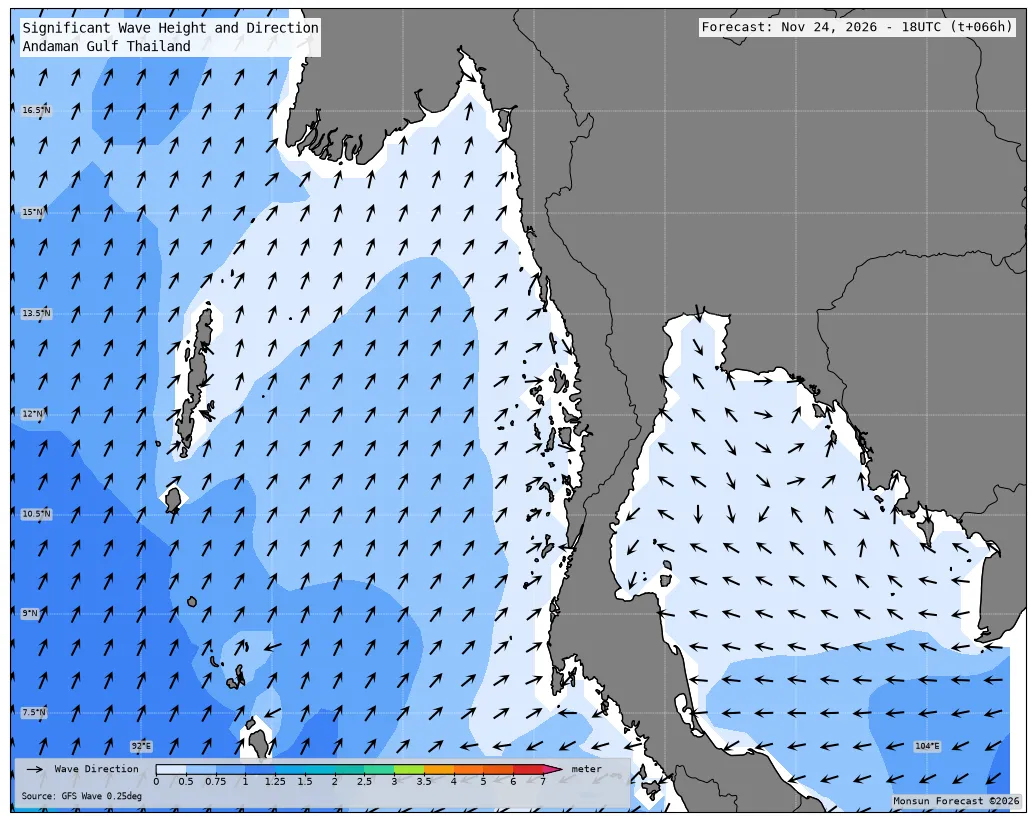 Significant Wave Height and Direction
Andaman Gulf Thailand
Forecast: Nov 24, 2026 - 18UTC (t+066h)
16.5°N
15°N
13.5°N
12°N
10.5°N
9°N
7.5°N
92°E
104°E
Wave Direction
0 0.5 0.75 1 1.25 1.5 2 2.5 3 3.5 4 5 6 7
meter
Source: GFS Wave 0.25deg
Monsun Forecast ©2026